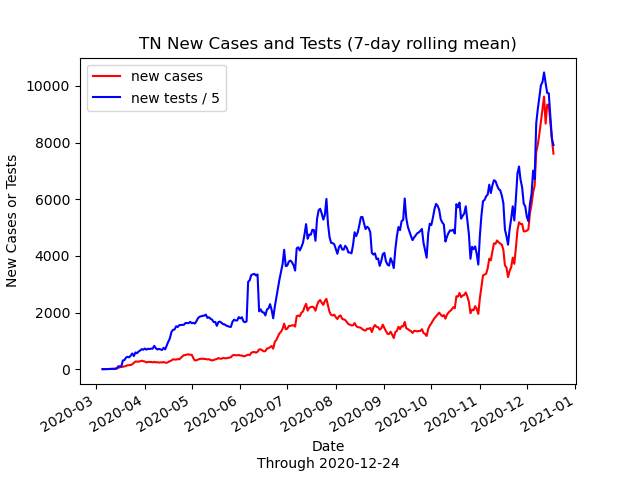 TN New Cases and Tests (7-day rolling mean)
new cases
new tests / 5
New Cases or Tests
10000
8000
6000
4000
2000
0
2020-03
2020-04
2020-05
2020-06
2020-07
2020-08
2020-09
2020-10
2020-11
2020-12
2021-01
Date
Through 2020-12-24